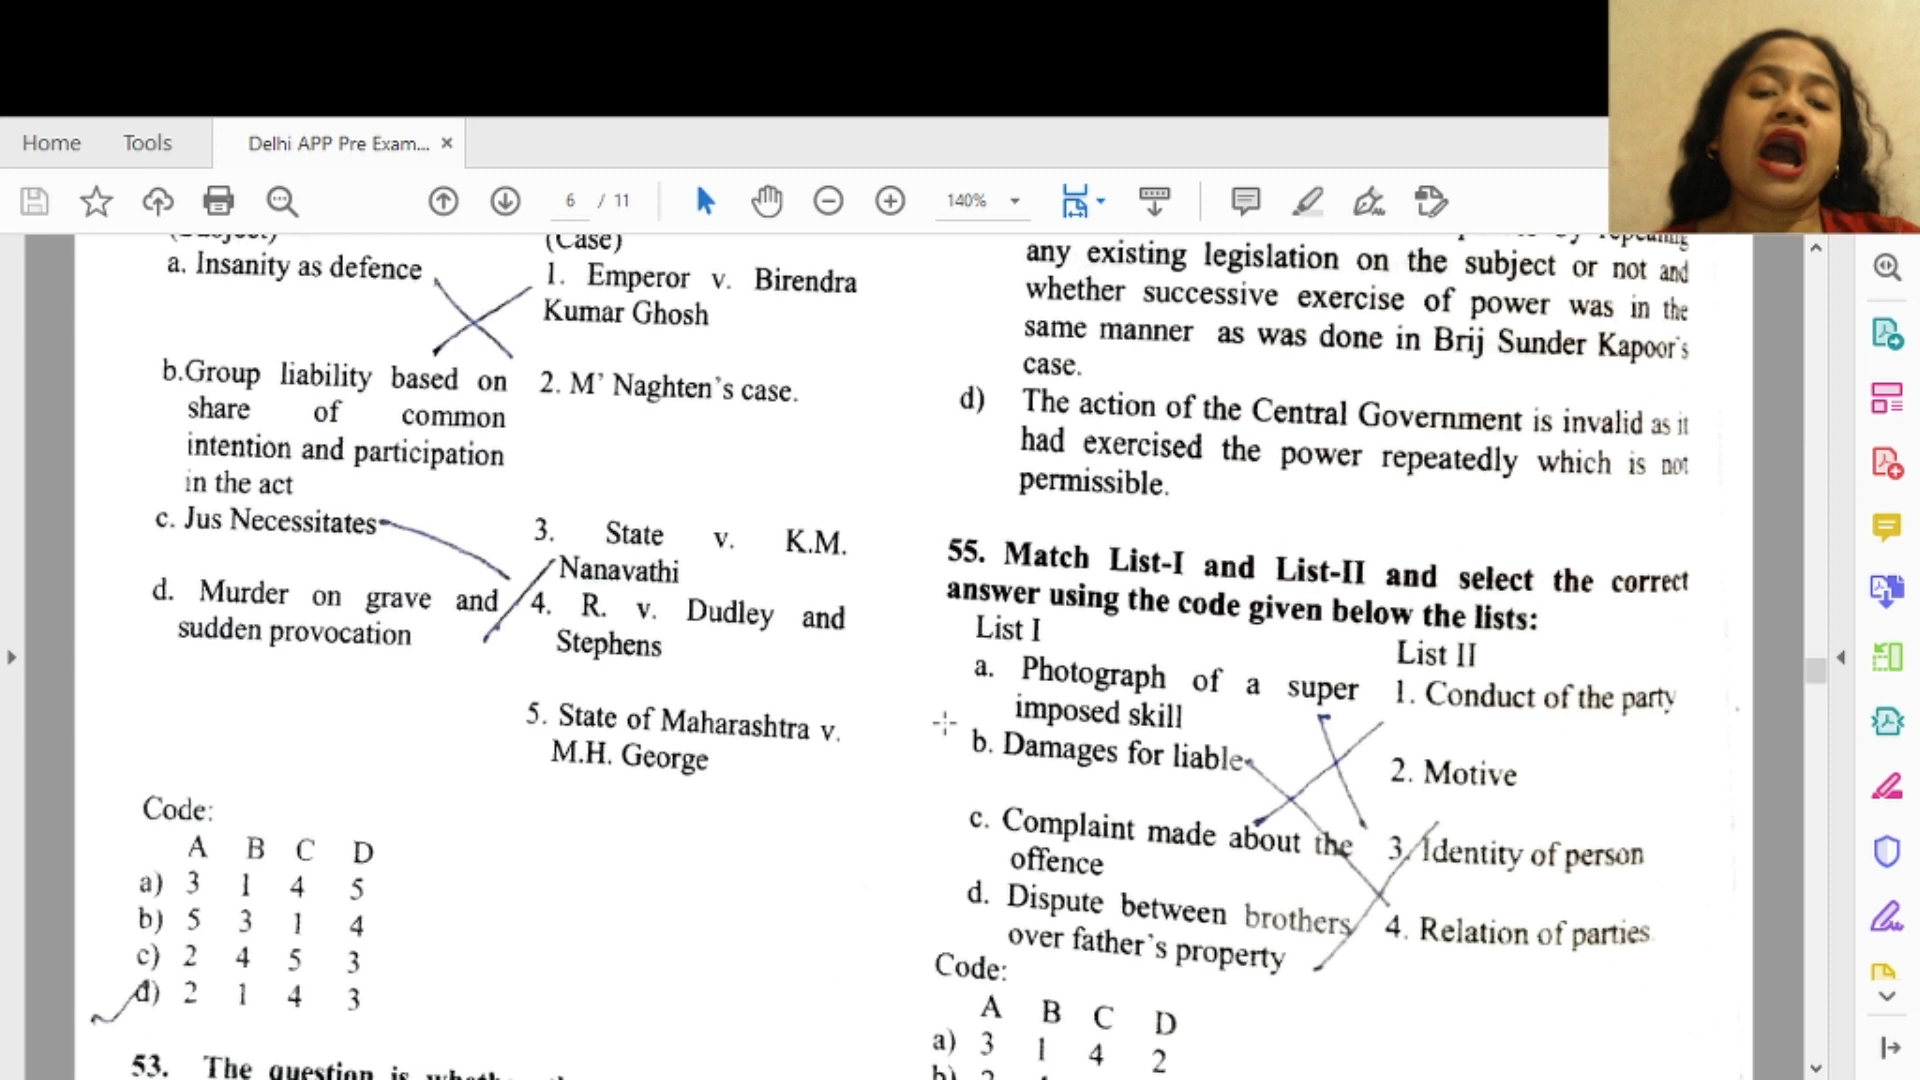 Home Tools Delhi APP Pre Exam... ×
6 / 11 140%
(Subject) (Case)
a. Insanity as defence
1. Emperor v. Birendra
Kumar Ghosh
b.Group liability based on
share of common
intention and participation
in the act
2. M' Naghten's case.
c. Jus Necessitates
3. State v. K.M.
Nanavathi
d. Murder on grave and
sudden provocation
4. R. v. Dudley and
Stephens
5. State of Maharashtra v.
M.H. George
Code:
A B C D
a) 3 1 4 5
b) 5 3 1 4
c) 2 4 5 3
d) 2 1 4 3
53. The question is
by repealing
any existing legislation on the subject or not and
whether successive exercise of power was in the
same manner as was done in Brij Sunder Kapoor's
case.
d) The action of the Central Government is invalid as it
had exercised the power repeatedly which is not
permissible.
55. Match List-I and List-II and select the correct
answer using the code given below the lists:
List I
List II
a. Photograph of a super
imposed skill
1. Conduct of the party
b. Damages for liable
2. Motive
c. Complaint made about the
offence
3. Identity of person
d. Dispute between brothers
over father's property
4. Relation of parties
Code:
A B C D
a) 3 1 4 2
b)